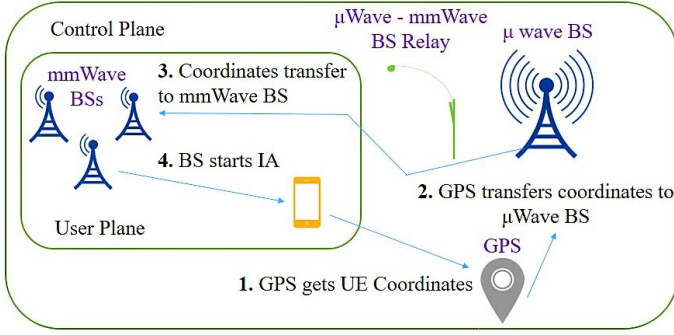 Control Plane
μWave - mmWave
BS Relay
μ wave BS
mmWave
BSs
3. Coordinates transfer
to mmWave BS
4. BS starts IA
User Plane
2. GPS transfers coordinates to
μWave BS
GPS
1. GPS gets UE Coordinates